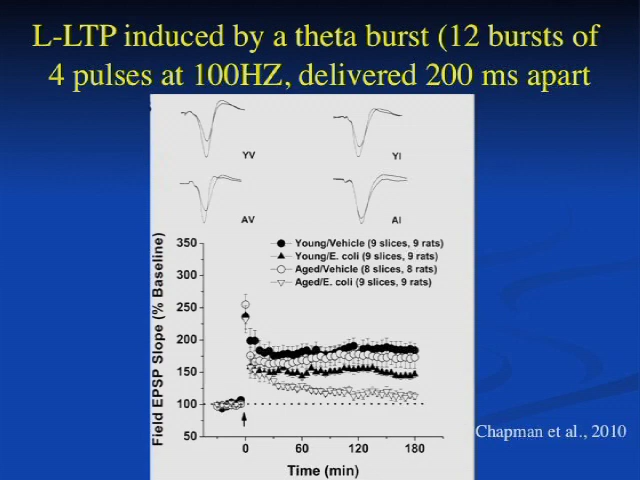 L-LTP induced by a theta burst (12 bursts of
4 pulses at 100HZ, delivered 200 ms apart
YV
YI
AV
AI
Field EPSP Slope (% Baseline)
350
300
250
200
150
100
50
Young/Vehicle (9 slices, 9 rats)
Young/E. coli (9 slices, 9 rats)
Aged/Vehicle (8 slices, 8 rats)
Aged/E. coli (9 slices, 9 rats)
0 60 120 180
Time (min)
Chapman et al., 2010